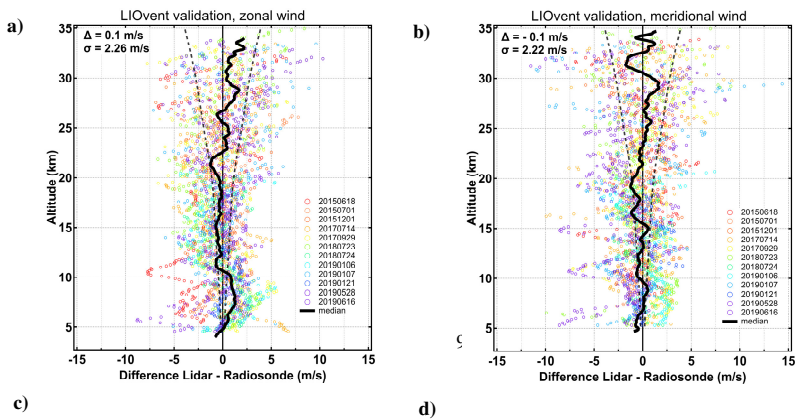 a)
LIOvent validation, zonal wind
Δ = 0.1 m/s
σ = 2.26 m/s
35
30
25
20
15
10
5
Altitude (km)
20150618
20150701
20151201
20170714
20170929
20180723
20180724
20190106
20190107
20190121
20190528
20190616
median
-15 -10 -5 0 5 10 15
Difference Lidar - Radiosonde (m/s)
b)
LIOvent validation, meridional wind
Δ = - 0.1 m/s
σ = 2.22 m/s
35
30
25
20
15
10
5
Altitude (km)
20150618
20150701
20151201
20170714
20170929
20180723
20180724
20190106
20190107
20190121
20190528
20190616
median
-15 -10 -5 0 5 10 15
Difference Lidar - Radiosonde (m/s)
c)
d)